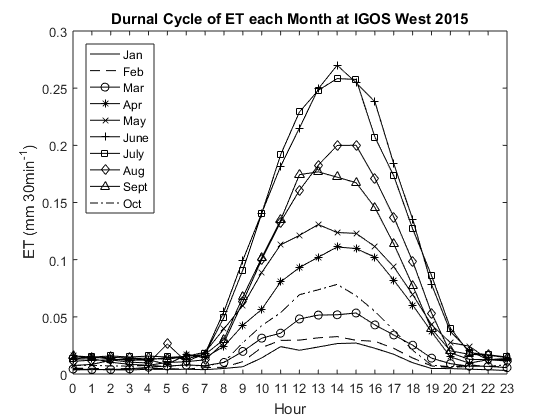 Durnal Cycle of ET each Month at IGOS West 2015
0.3
0.25
0.2
0.15
0.1
0.05
0
ET (mm 30min-1)
Jan
Feb
Mar
Apr
May
June
July
Aug
Sept
Oct
0 1 2 3 4 5 6 7 8 9 10 11 12 13 14 15 16 17 18 19 20 21 22 23
Hour